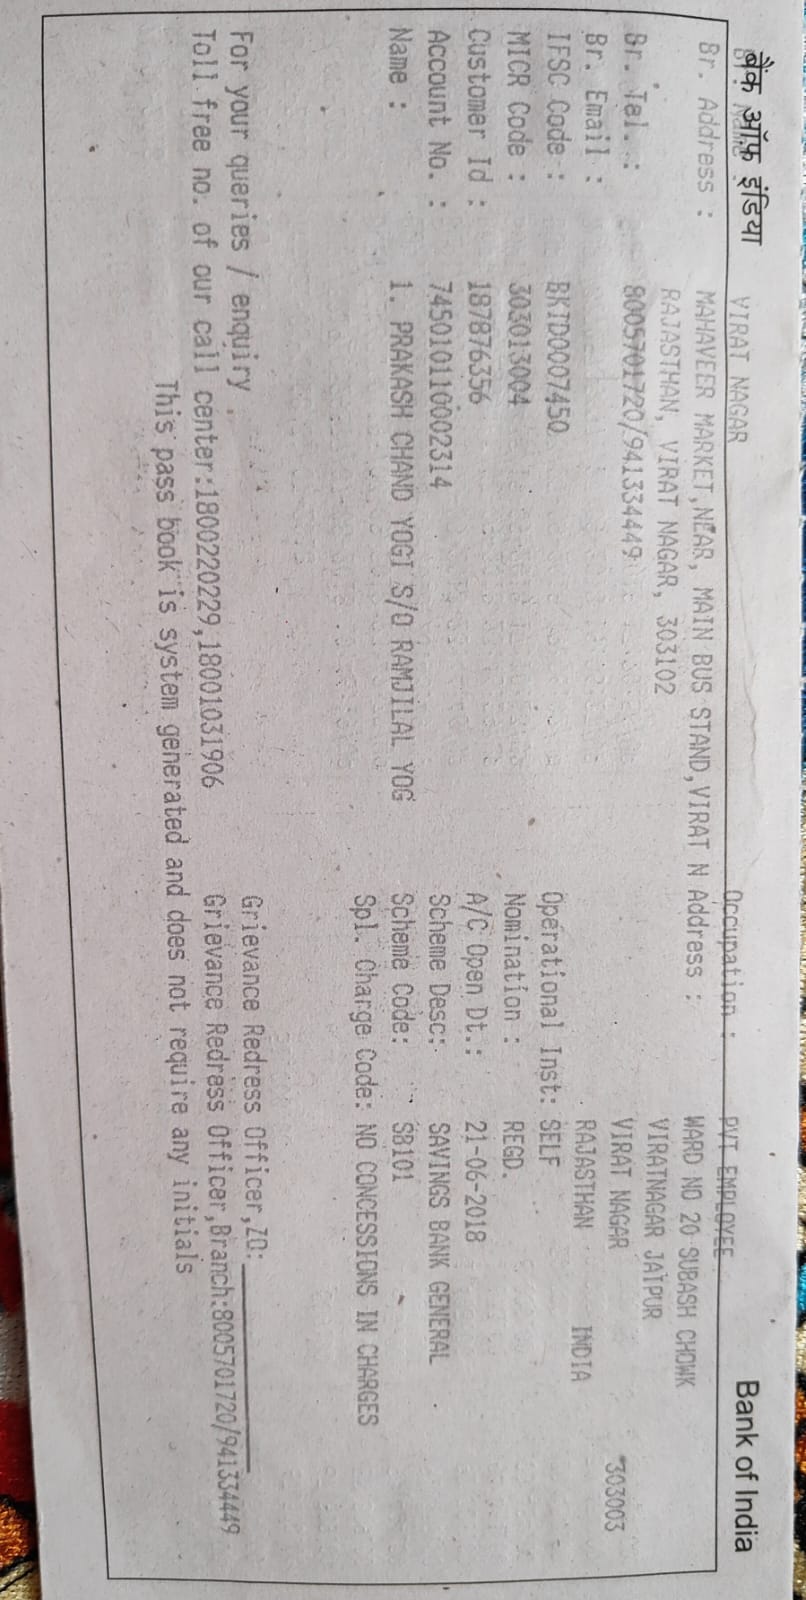 बैंक ऑफ़ इंडिया VIRAT NAGAR Occupation : PVT EMPLOYEE Bank of India
Br. Address : MAHAVEER MARKET,NEAR, MAIN BUS STAND,VIRAT N Address : WARD NO 20 SUBASH CHOWK
RAJASTHAN, VIRAT NAGAR, 303102 VIRATNAGAR JAIPUR
Br. Tel. : 8005701720/941334449 VIRAT NAGAR 303003
Br. Email : RAJASTHAN INDIA
IFSC Code : BKID0007450 Operational Inst: SELF
MICR Code : 303013004 Nomination : REGD.
Customer Id : 187876356 A/C Open Dt.: 21-06-2018
Account No. : 745010110002314 Scheme Desc: SAVINGS BANK GENERAL
Name : 1. PRAKASH CHAND YOGI S/O RAMJILAL YOG Scheme Code: SB101
Spl. Charge Code: NO CONCESSIONS IN CHARGES
For your queries / enquiry Grievance Redress Officer,ZO:
Toll free no. of our call center:1800220229,18001031906 Grievance Redress Officer,Branch:8005701720/941334449
This pass book is system generated and does not require any initials